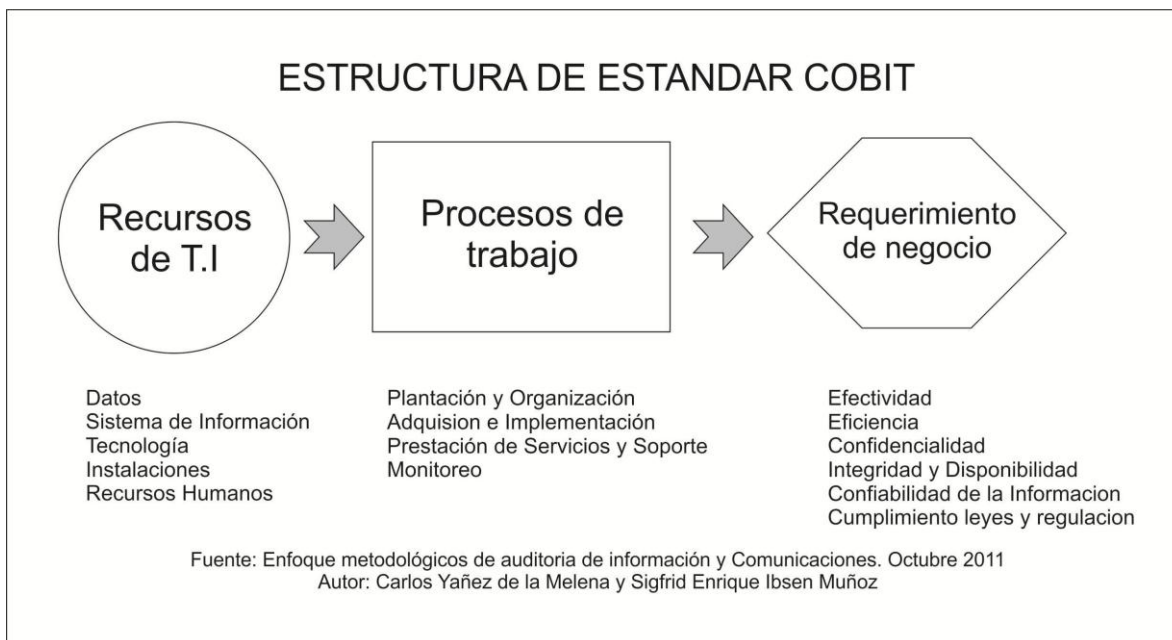 ESTRUCTURA DE ESTANDAR COBIT
Recursos
de T.I
Procesos de
trabajo
Requerimiento
de negocio
Datos
Sistema de Información
Tecnología
Instalaciones
Recursos Humanos
Plantación y Organización
Adquision e Implementación
Prestación de Servicios y Soporte
Monitoreo
Efectividad
Eficiencia
Confidencialidad
Integridad y Disponibilidad
Confiabilidad de la Informacion
Cumplimiento leyes y regulacion
Fuente: Enfoque metodológicos de auditoria de información y Comunicaciones. Octubre 2011
Autor: Carlos Yañez de la Melena y Sigfrid Enrique Ibsen Muñoz